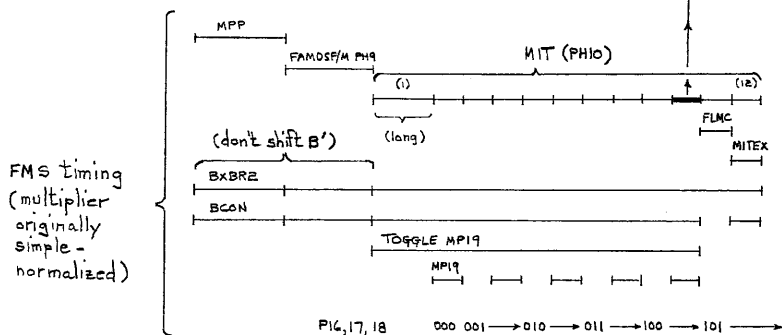 MPP
FAMDSF/M PH9
MIT (PH10)
(1)
(12)
(long)
FLMC
MITEX
(don't shift B')
BXBR2
BCON
FMS timing
(multiplier
originally
simple-
normalized)
TOGGLE MP19
MP19
P16,17,18 000 001 → 010 → 011 → 100 → 101 →